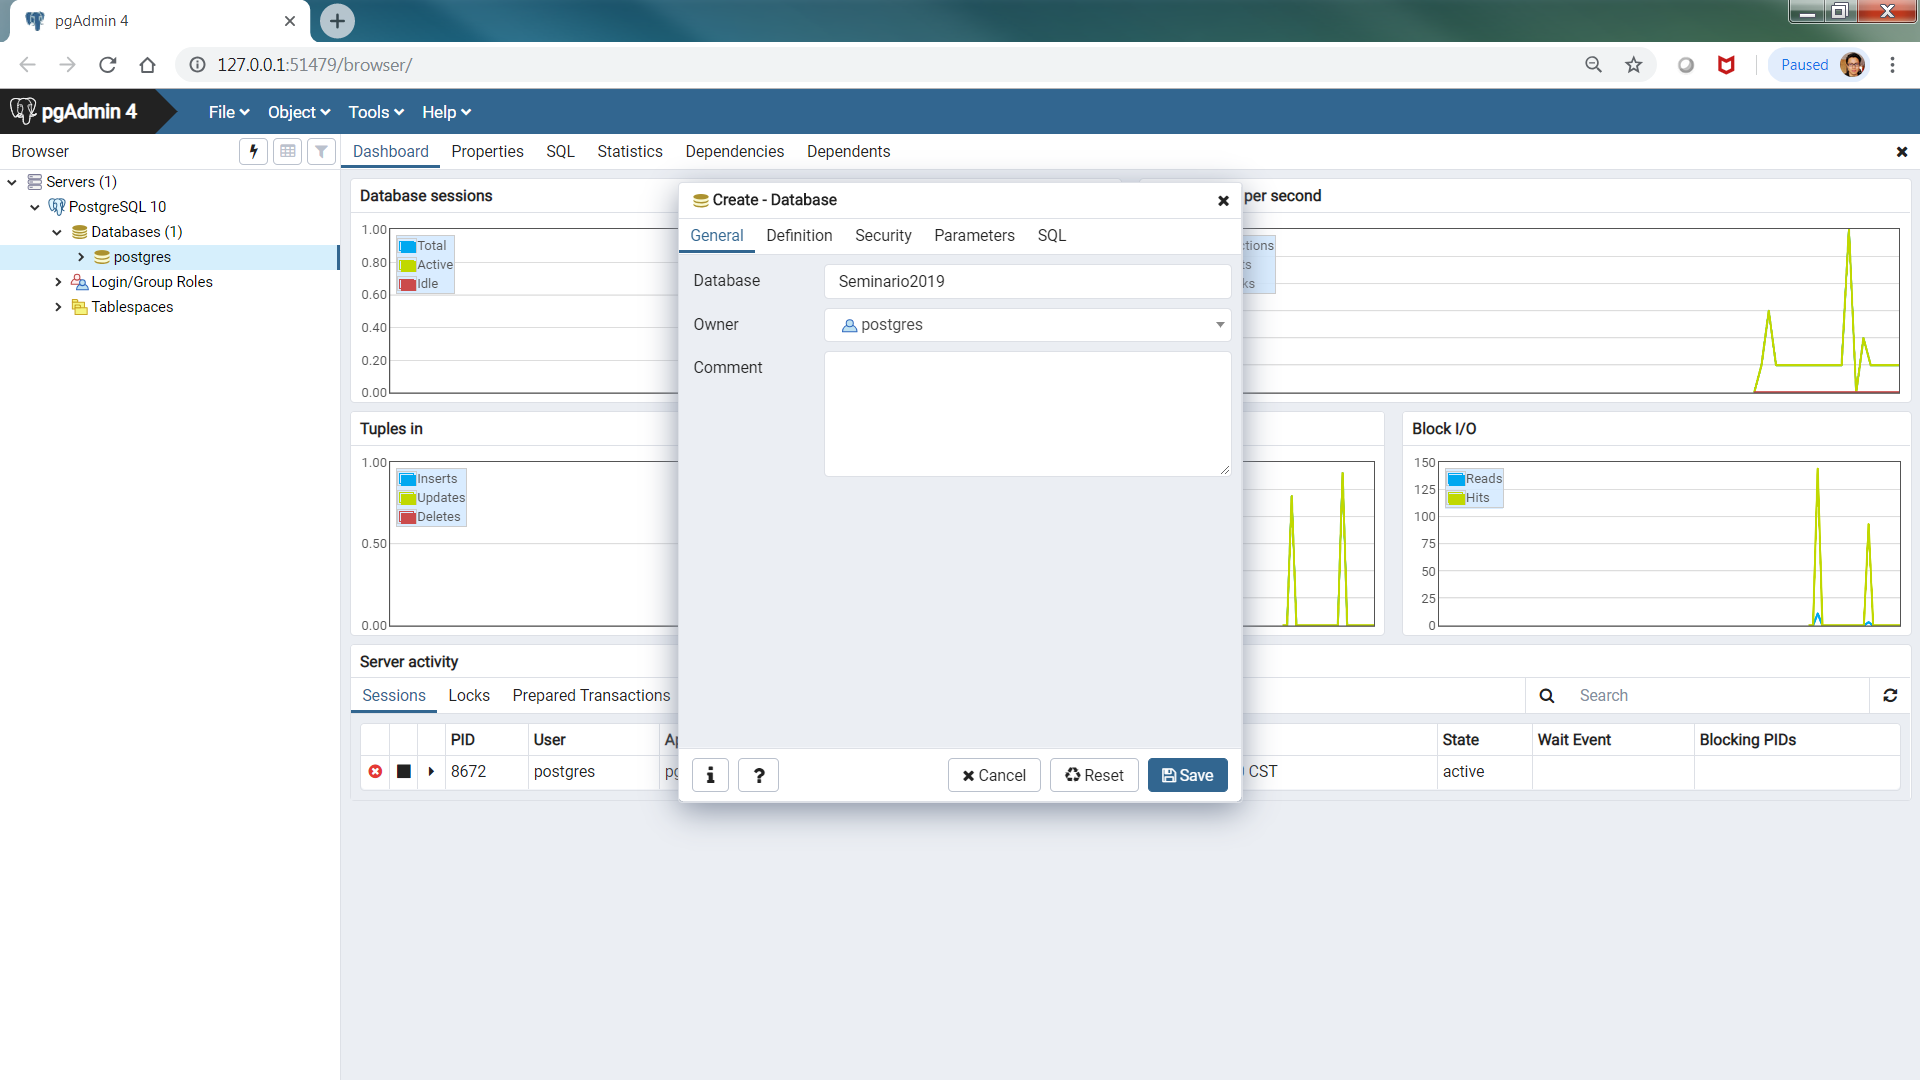 pgAdmin 4
127.0.0.1:51479/browser/
Paused
pgAdmin 4
File
Object
Tools
Help
Browser
Servers (1)
PostgreSQL 10
Databases (1)
postgres
Login/Group Roles
Tablespaces
Dashboard
Properties
SQL
Statistics
Dependencies
Dependents
Database sessions
1.00
0.80
0.60
0.40
0.20
0.00
Total
Active
Idle
per second
Tuples in
1.00
0.50
0.00
Inserts
Updates
Deletes
Block I/O
150
125
100
75
50
25
0
Reads
Hits
Create - Database
General
Definition
Security
Parameters
SQL
Database
Seminario2019
Owner
postgres
Comment
i
?
Cancel
Reset
Save
Server activity
Sessions
Locks
Prepared Transactions
Search
PID
User
State
Wait Event
Blocking PIDs
8672
postgres
CST
active